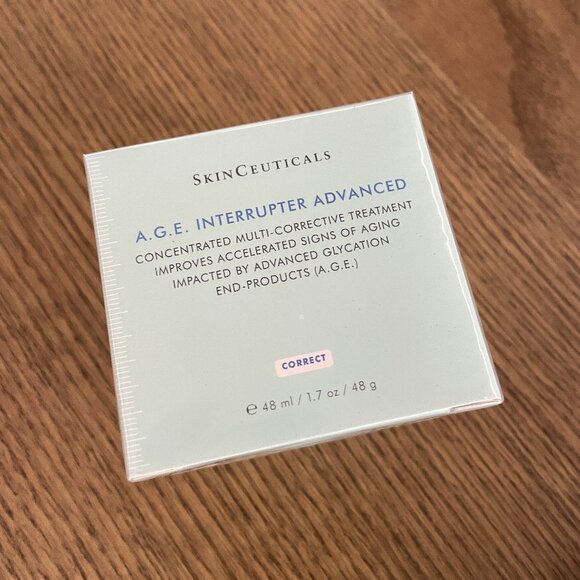 SKINCEUTICALS
A.G.E. INTERRUPTER ADVANCED
CONCENTRATED MULTI-CORRECTIVE TREATMENT
IMPROVES ACCELERATED SIGNS OF AGING
IMPACTED BY ADVANCED GLYCATION
END-PRODUCTS (A.G.E.)
CORRECT
℮ 48 ml / 1.7 oz / 48 g